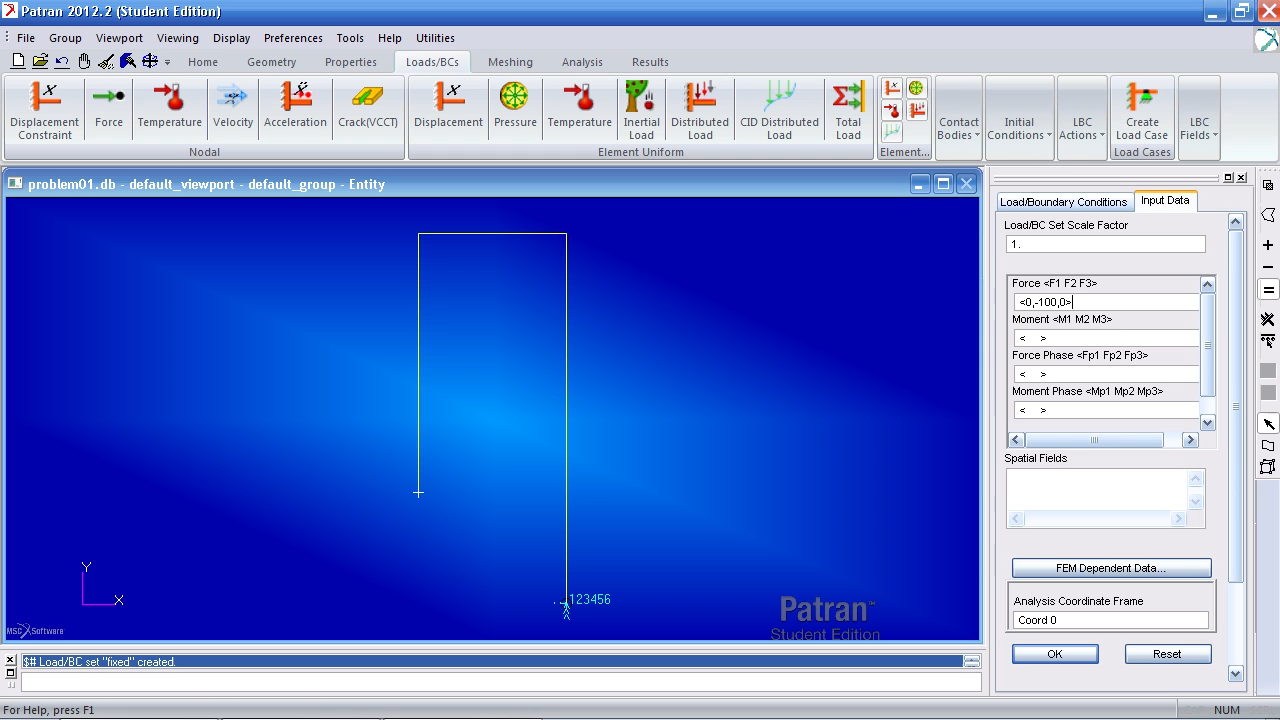 Patran 2012.2 (Student Edition)
File Group Viewport Viewing Display Preferences Tools Help Utilities
Home Geometry Properties Loads/BCs Meshing Analysis Results
Displacement Constraint
Force
Temperature
Velocity
Acceleration
Crack(VCCT)
Nodal
Displacement
Pressure
Temperature
Inertial Load
Distributed Load
CID Distributed Load
Total Load
Element Uniform
Element...
Contact Bodies
Initial Conditions
LBC Actions
Create Load Case
Load Cases
LBC Fields
problem01.db - default_viewport - default_group - Entity
123456
Y
X
MSC Software
Patran™
Student Edition
Load/Boundary Conditions
Input Data
Load/BC Set Scale Factor
1.
Force <F1 F2 F3>
<0,-100,0>
Moment <M1 M2 M3>
< >
Force Phase <Fp1 Fp2 Fp3>
< >
Moment Phase <Mp1 Mp2 Mp3>
< >
Spatial Fields
FEM Dependent Data...
Analysis Coordinate Frame
Coord 0
OK Reset
$# Load/BC set "fixed" created.
For Help, press F1
NUM